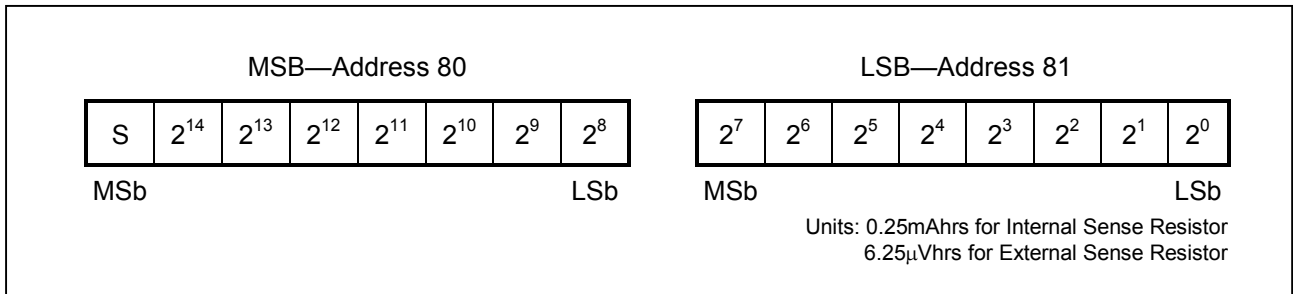 MSB—Address 80
S 2^14 2^13 2^12 2^11 2^10 2^9 2^8
MSb LSb
LSB—Address 81
2^7 2^6 2^5 2^4 2^3 2^2 2^1 2^0
MSb LSb
Units: 0.25mAhrs for Internal Sense Resistor
6.25μVhrs for External Sense Resistor